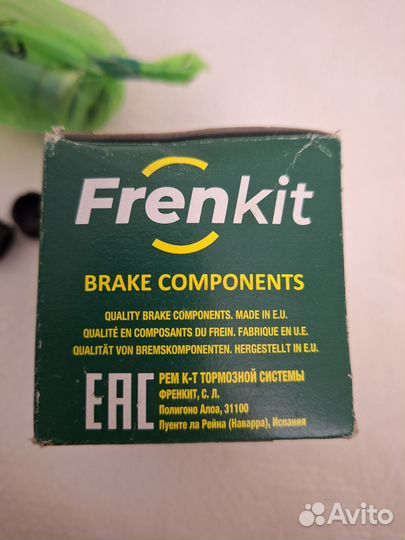 Frenkit
BRAKE COMPONENTS
QUALITY BRAKE COMPONENTS. MADE IN E.U.
QUALITÉ EN COMPOSANTS DU FREIN. FABRIQUE EN U.E.
QUALITÄT VON BREMSKOMPONENTEN. HERGESTELLT IN E.U.
EAC
РЕМ К-Т ТОРМОЗНОЙ СИСТЕМЫ
ФРЕНКИТ, С. Л.
Полигоно Алоа, 31100
Пуенте ла Рейна (Наварра), Испания
Avito